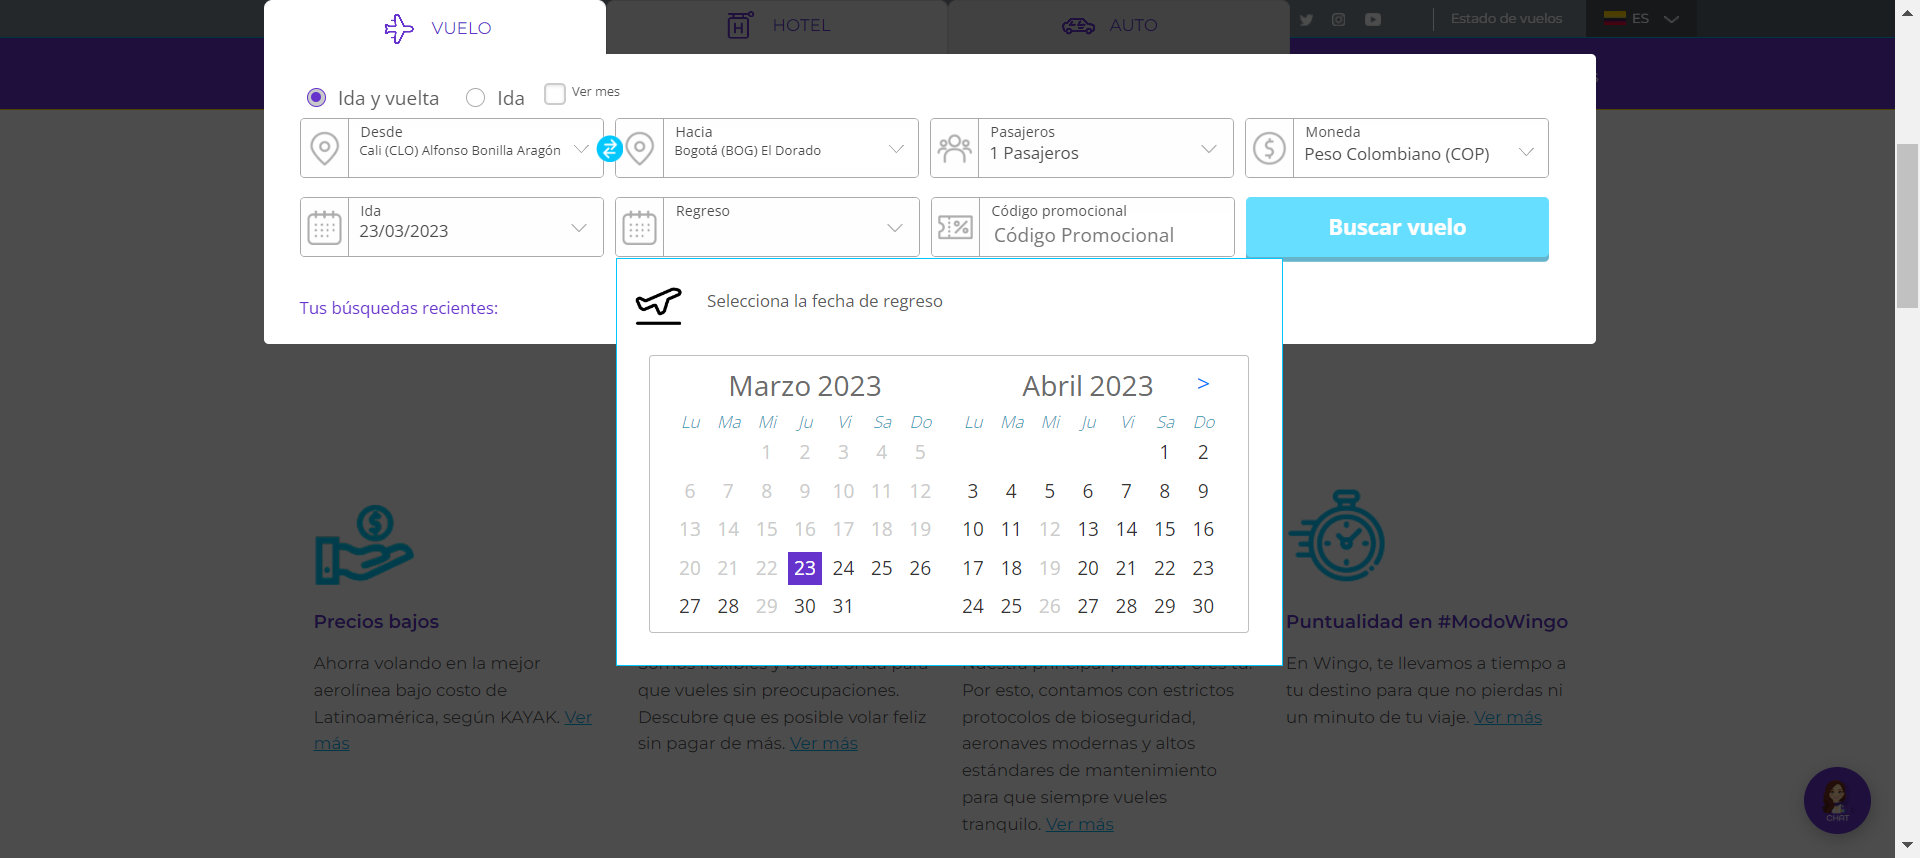 VUELO
HOTEL
AUTO
Estado de vuelos
ES
Ida y vuelta
Ida
Ver mes
Desde
Cali (CLO) Alfonso Bonilla Aragón
Hacia
Bogotá (BOG) El Dorado
Pasajeros
1 Pasajeros
Moneda
Peso Colombiano (COP)
Ida
23/03/2023
Regreso
Código promocional
Código Promocional
Buscar vuelo
Tus búsquedas recientes:
Selecciona la fecha de regreso
Marzo 2023
Lu Ma Mi Ju Vi Sa Do
1 2 3 4 5
6 7 8 9 10 11 12
13 14 15 16 17 18 19
20 21 22 23 24 25 26
27 28 29 30 31
Abril 2023 >
Lu Ma Mi Ju Vi Sa Do
1 2
3 4 5 6 7 8 9
10 11 12 13 14 15 16
17 18 19 20 21 22 23
24 25 26 27 28 29 30
Precios bajos
Ahorra volando en la mejor
aerolínea bajo costo de
Latinoamérica, según KAYAK. Ver
más
Somos flexibles y buena onda para
que vueles sin preocupaciones.
Descubre que es posible volar feliz
sin pagar de más. Ver más
Nuestra principal prioridad eres tú.
Por esto, contamos con estrictos
protocolos de bioseguridad,
aeronaves modernas y altos
estándares de mantenimiento
para que siempre vueles
tranquilo. Ver más
Puntualidad en #ModoWingo
En Wingo, te llevamos a tiempo a
tu destino para que no pierdas ni
un minuto de tu viaje. Ver más
CHAT